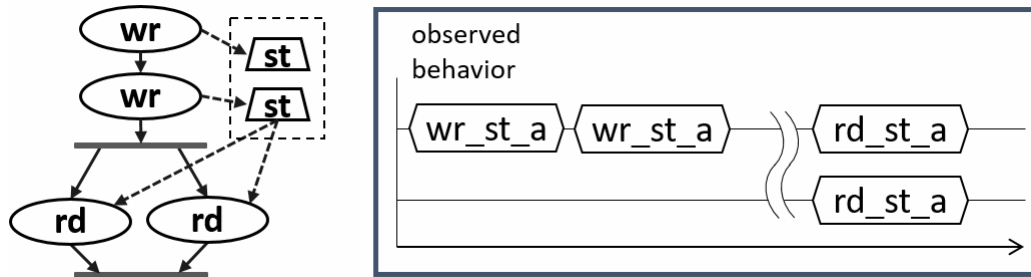 wr
st
wr
st
rd rd
observed
behavior
wr_st_a wr_st_a rd_st_a
rd_st_a